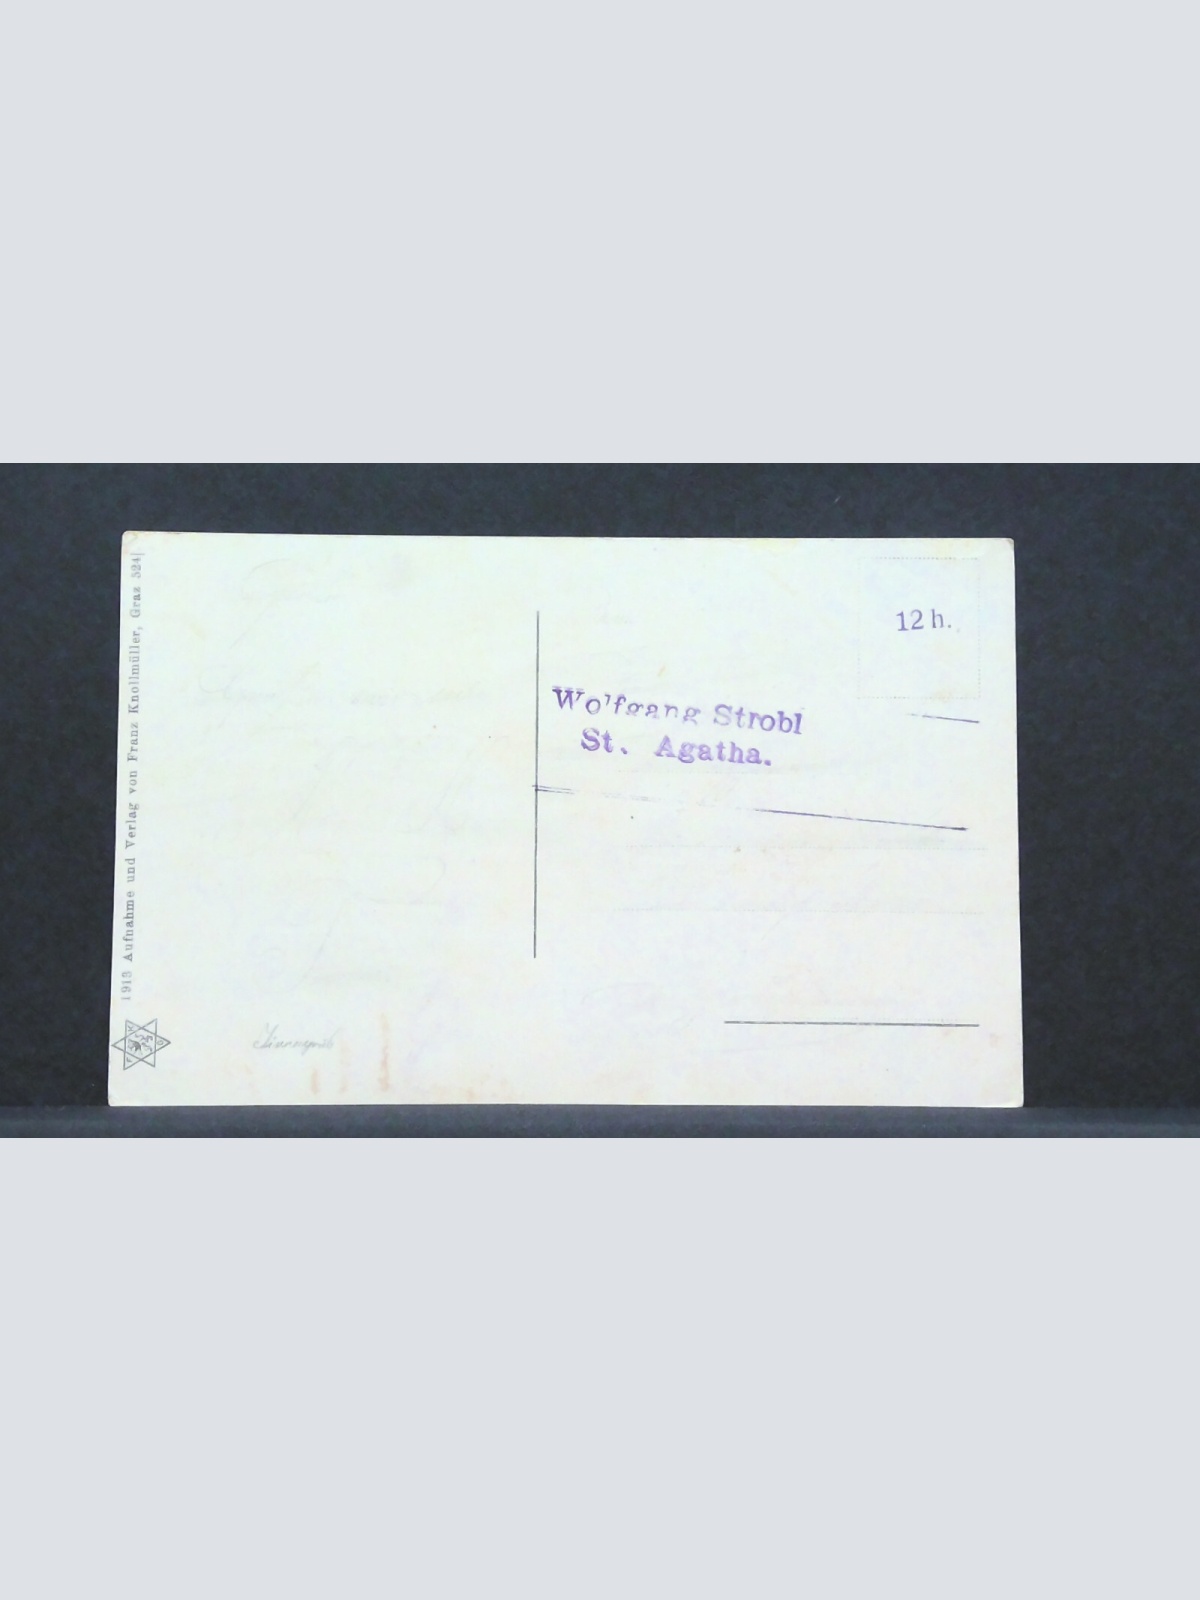 1913 Aufnahme und Verlag von Franz Knollmüller, Graz 524
12 h.
Wolfgang Strobl
St. Agatha.